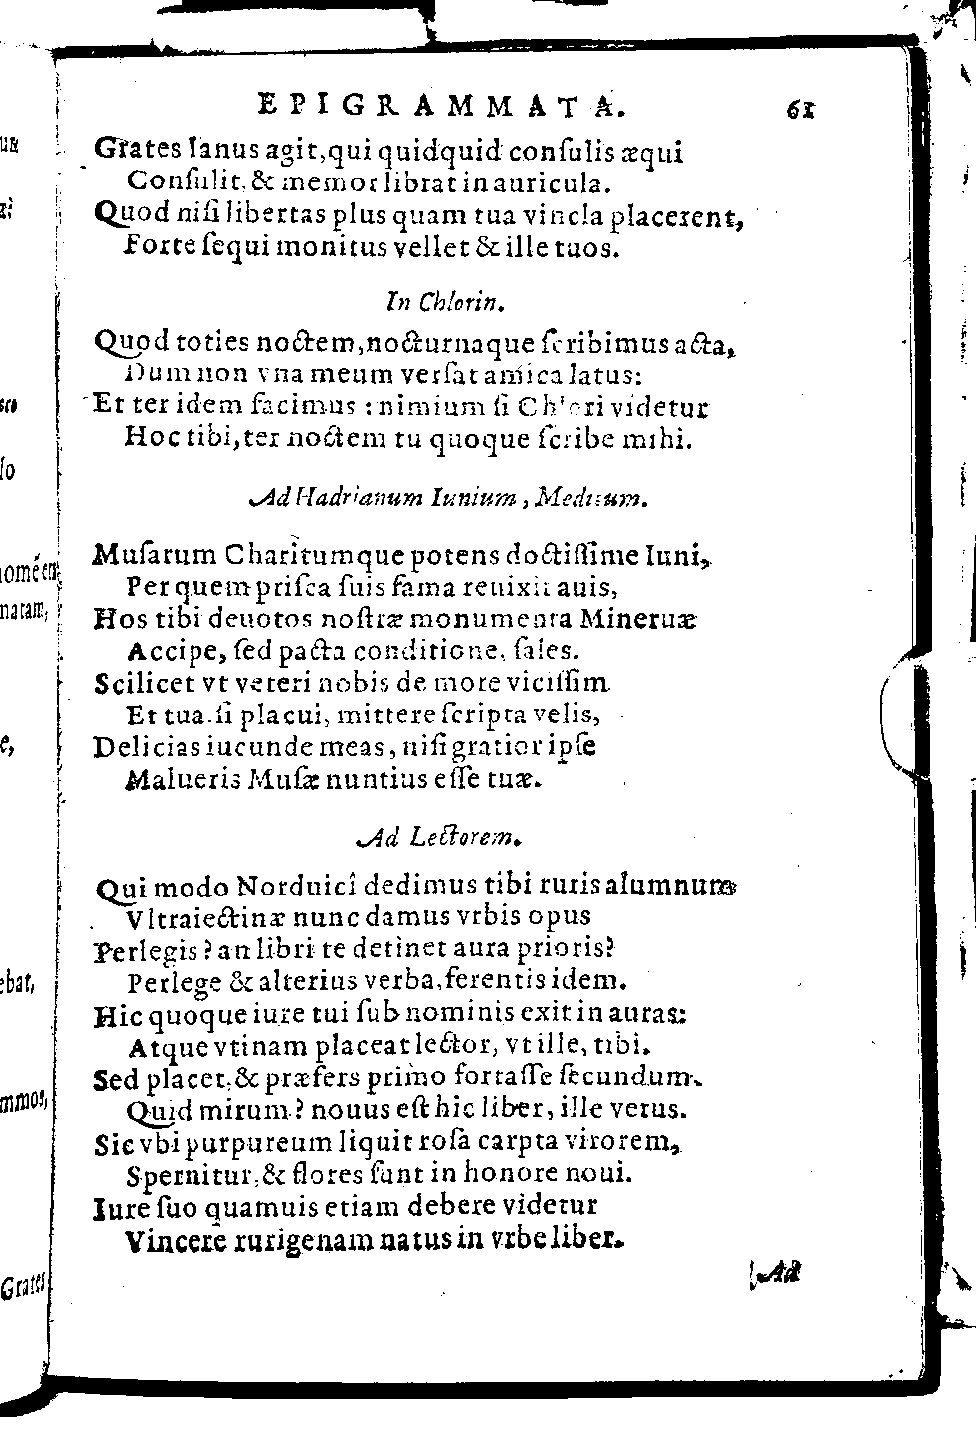 EPIGRAMMATA. 61
Grates Ianus agit, qui quidquid conſulis æqui
Conſulit, & memor librat in auricula.
Quod niſi libertas plus quam tua vincla placerent,
Forte ſequi monitus vellet & ille tuos.
In Chlorin.
Quod toties noctem, nocturnaque ſcribimus acta,
Dum non vna meum verſat amica latus:
Et ter idem facimus : nimium ſi Chlori videtur
Hoc tibi, ter noctem tu quoque ſcribe mihi.
Ad Hadrianum Iunium, Medicum.
Muſarum Charitumque potens doctiſſime Iuni,
Per quem priſca ſuis fama reuixit auis,
Hos tibi deuotos noſtræ monumenta Mineruæ
Accipe, ſed pacta conditione, ſales.
Scilicet vt veteri nobis de more viciſſim
Et tua ſi placui, mittere ſcripta velis,
Delicias iucunde meas, niſi gratior ipſe
Malueris Muſæ nuntius eſſe tuæ.
Ad Lectorem.
Qui modo Norduici dedimus tibi ruris alumnum
Vltraiectinæ nunc damus vrbis opus
Perlegis? an libri te detinet aura prioris?
Perlege & alterius verba, ferentis idem.
Hic quoque iure tui ſub nominis exit in auras:
Atque vtinam placeat lector, vt ille, tibi.
Sed placet, & præfers primo fortaſſe ſecundum.
Quid mirum? nouus eſt hic liber, ille vetus.
Sic vbi purpureum liquit roſa carpta virorem,
Spernitur, & flores ſunt in honore noui.
Iure ſuo quamuis etiam debere videtur
Vincere rurigenam natus in vrbe liber.
Ad
Grates